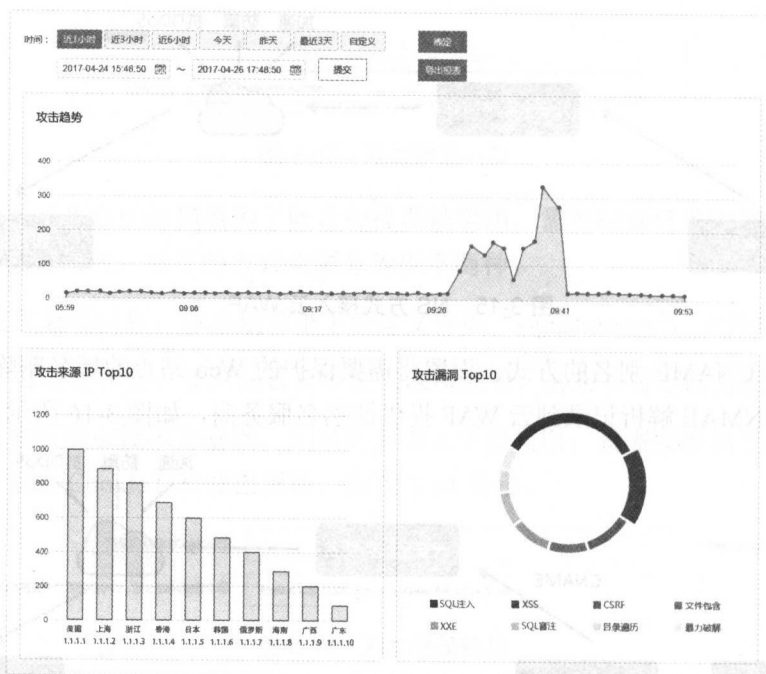 时间： 近1小时 近3小时 近6小时 今天 昨天 最近3天 自定义 确定
2017-04-24 15:46:50 ~ 2017-04-26 17:46:50 提交 导出报表
攻击趋势
400
300
200
100
0
05:59 09:06 09:17 09:26 09:41 09:53
攻击来源 IP Top10
1200
1000
800
600
400
200
0
美国 上海 浙江 香港 日本 韩国 俄罗斯 海南 广西 广东
1.1.1.1 1.1.1.2 1.1.1.3 1.1.1.4 1.1.1.5 1.1.1.6 1.1.1.7 1.1.1.8 1.1.1.9 1.1.1.10
攻击漏洞 Top10
SQL注入 XSS CSRF 文件包含
XXE SQL盲注 目录遍历 暴力破解